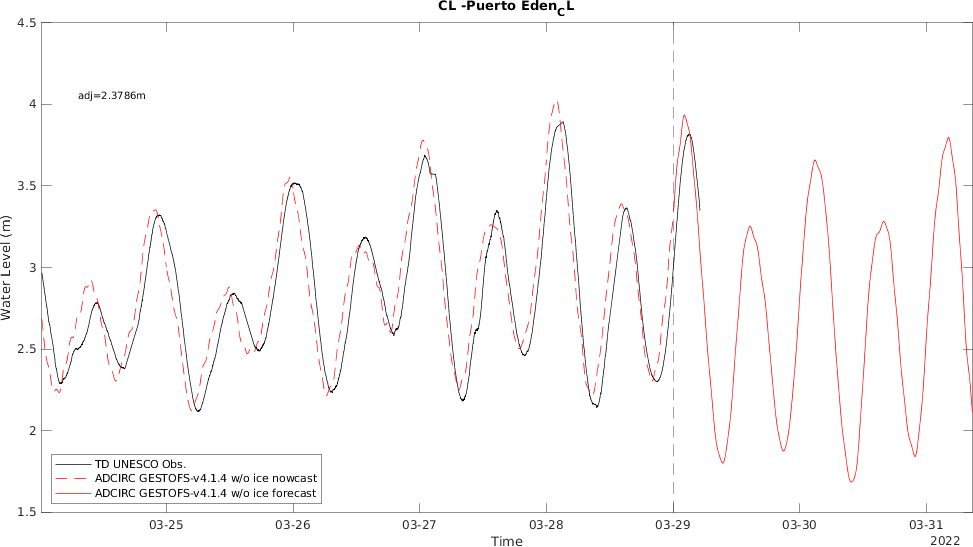 CL -Puerto Eden_CL
4.5
adj=2.3786m
4
3.5
3
Water Level (m)
2.5
2
TD UNESCO Obs.
ADCIRC GESTOFS-v4.1.4 w/o ice nowcast
ADCIRC GESTOFS-v4.1.4 w/o ice forecast
1.5
03-25 03-26 03-27 03-28 03-29 03-30 03-31
Time
2022